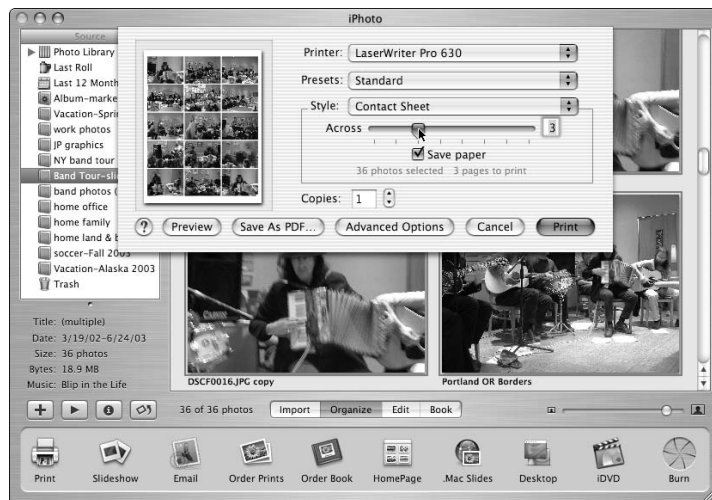 iPhoto
Source
Photo Library
Last Roll
Last 12 Month
Album-marke
Vacation-Sprin
work photos
JP graphics
NY band tour
Band Tour-sli
band photos (
home office
home family
home land & b
soccer-Fall 2003
Vacation-Alaska 2003
Trash
Printer: LaserWriter Pro 630
Presets: Standard
Style: Contact Sheet
Across 3
Save paper
36 photos selected 3 pages to print
Copies: 1
? Preview Save As PDF... Advanced Options Cancel Print
Title: (multiple)
Date: 3/19/02-6/24/03
Size: 36 photos
Bytes: 18.9 MB
Music: Blip in the Life
DSCF0016.JPG copy
Portland OR Borders
36 of 36 photos Import Organize Edit Book
Print Slideshow Email Order Prints Order Book HomePage .Mac Slides Desktop iDVD Burn